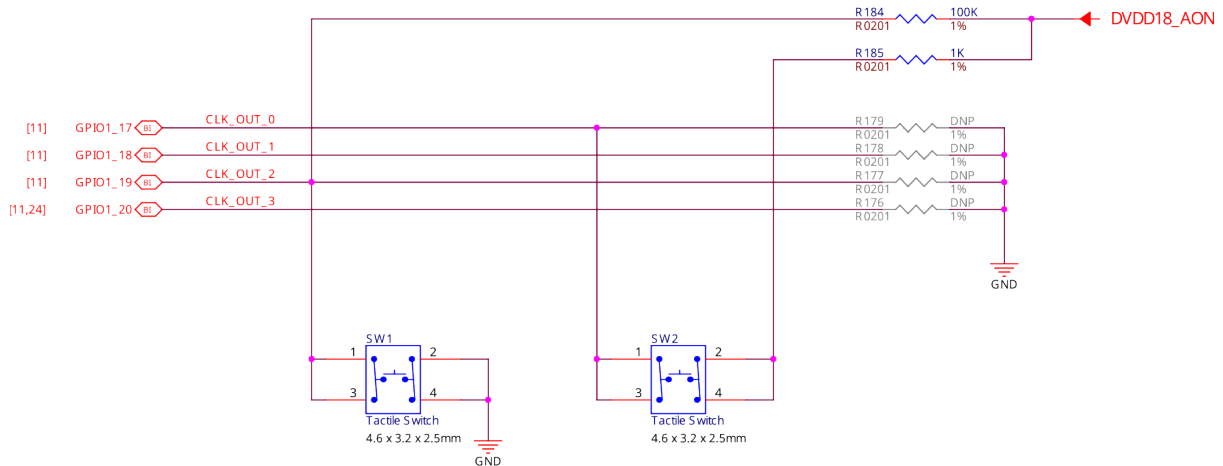 R184 100K
R0201 1%
DVDD18_AON
R185 1K
R0201 1%
[11] GPIO1_17 BI CLK_OUT_0
R179 DNP
R0201 1%
[11] GPIO1_18 BI CLK_OUT_1
R178 DNP
R0201 1%
[11] GPIO1_19 BI CLK_OUT_2
R177 DNP
R0201 1%
[11,24] GPIO1_20 BI CLK_OUT_3
R176 DNP
R0201 1%
GND
SW1
1 2
3 4
Tactile Switch
4.6 x 3.2 x 2.5mm
GND
SW2
1 2
3 4
Tactile Switch
4.6 x 3.2 x 2.5mm